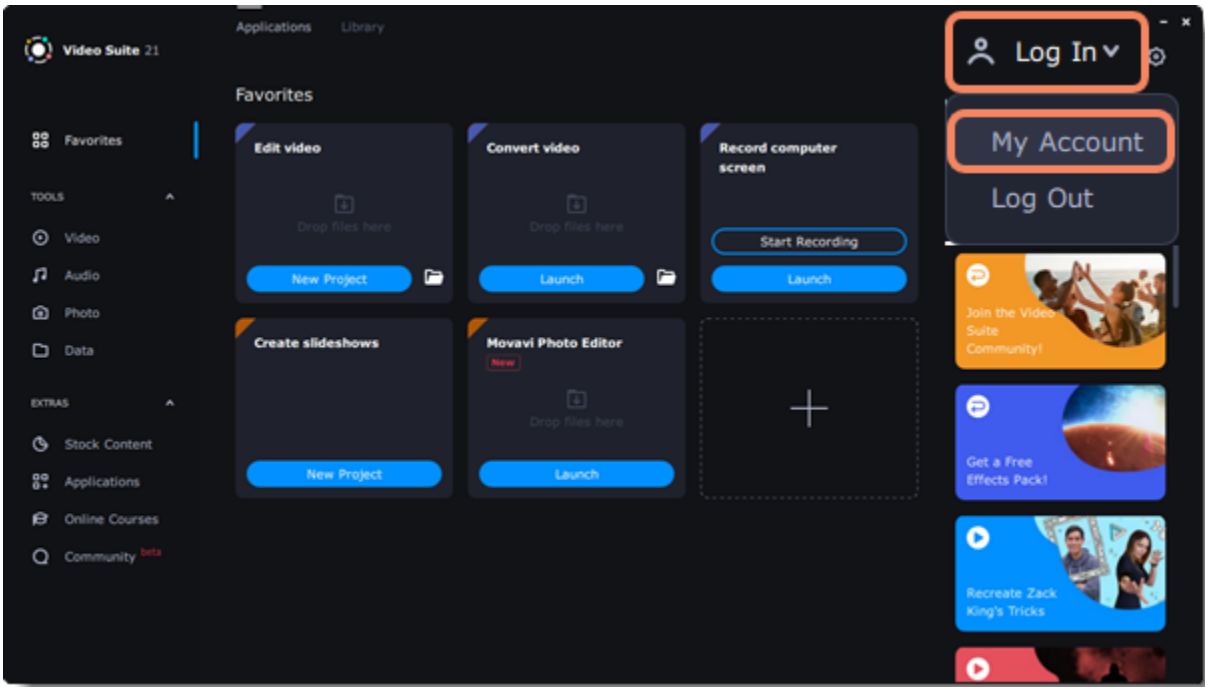 Video Suite 21
Applications Library
Log In
My Account
Log Out
Favorites
Favorites
TOOLS
Video
Audio
Photo
Data
EXTRAS
Stock Content
Applications
Online Courses
Community beta
Edit video
Drop files here
New Project
Convert video
Drop files here
Launch
Record computer
screen
Start Recording
Launch
Create slideshows
New Project
Movavi Photo Editor
New
Drop files here
Launch
Join the Video
Suite
Community!
Get a Free
Effects Pack!
Recreate Zack
King's Tricks